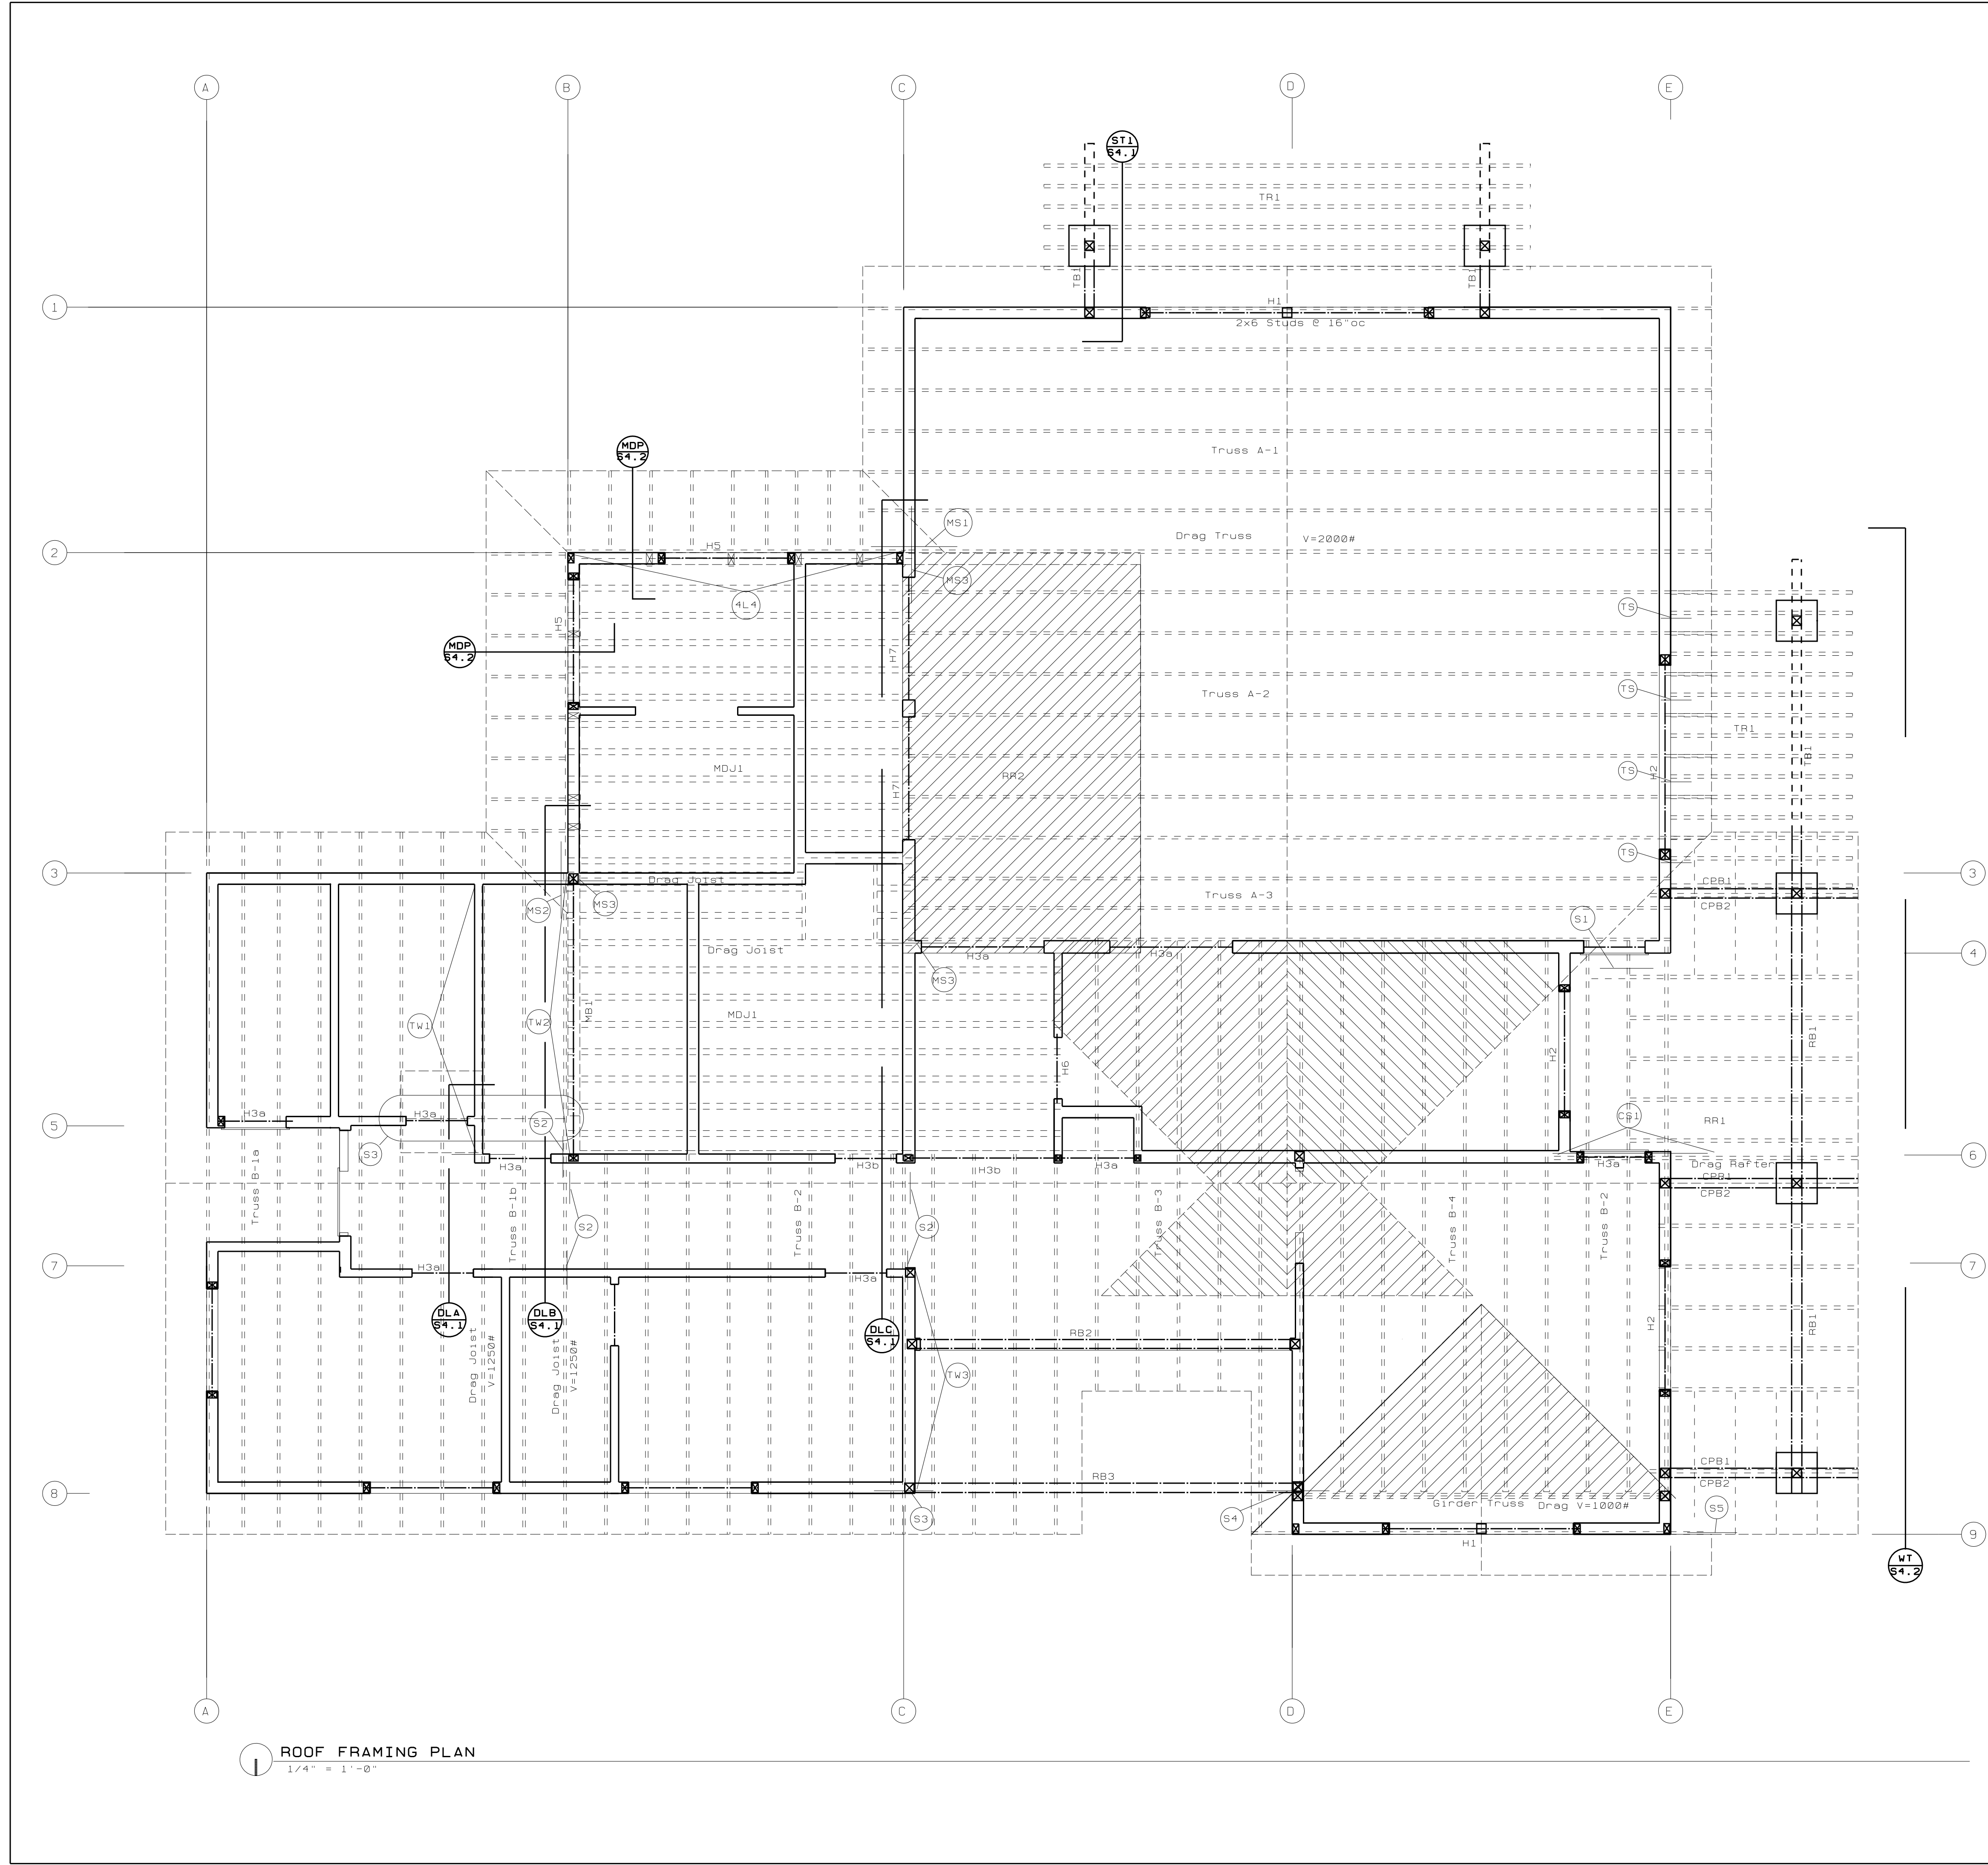 A
B
C
D
E
ST1
S4.1
TR1
TB1
TB1
1
H1
2x6 Studs @ 16"oc
MDP
S4.2
Truss A-1
MS1
Drag Truss
V=2000#
2
H5
MS3
4L4
TS
H5
MDP
S4.2
H7
TS
Truss A-2
TR1
TB1
MDJ1
RR2
H2
TS
H7
TS
3
Drag Joist
CPB1
3
Truss A-3
MS2
MS3
CPB2
S1
Drag Joist
H3a
H3a
4
MS3
MB1
MDJ1
TW1
TW2
RB1
H2
H6
H3a
H3a
S2
CS1
RR1
5
S3
H3a
H3b
H3b
H3a
H3a
Drag Rafter
6
CPB1
CPB2
Truss B-1a
Truss B-1b
Truss B-2
Truss B-3
Truss B-4
Truss B-2
S2
S2
7
H3a
H3a
7
DLA
S4.1
DLB
S4.1
DLC
S4.1
RB2
H2
RB1
Drag Joist
V=1250#
Drag Joist
V=1250#
TW3
CPB1
RB3
CPB2
8
Girder Truss
Drag V=1000#
S5
S3
S4
H1
9
WT
S4.2
A
C
D
E
1
ROOF FRAMING PLAN
1/4" = 1'-0"